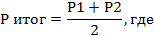 Р итог = (Р1 + Р2) / 2, где